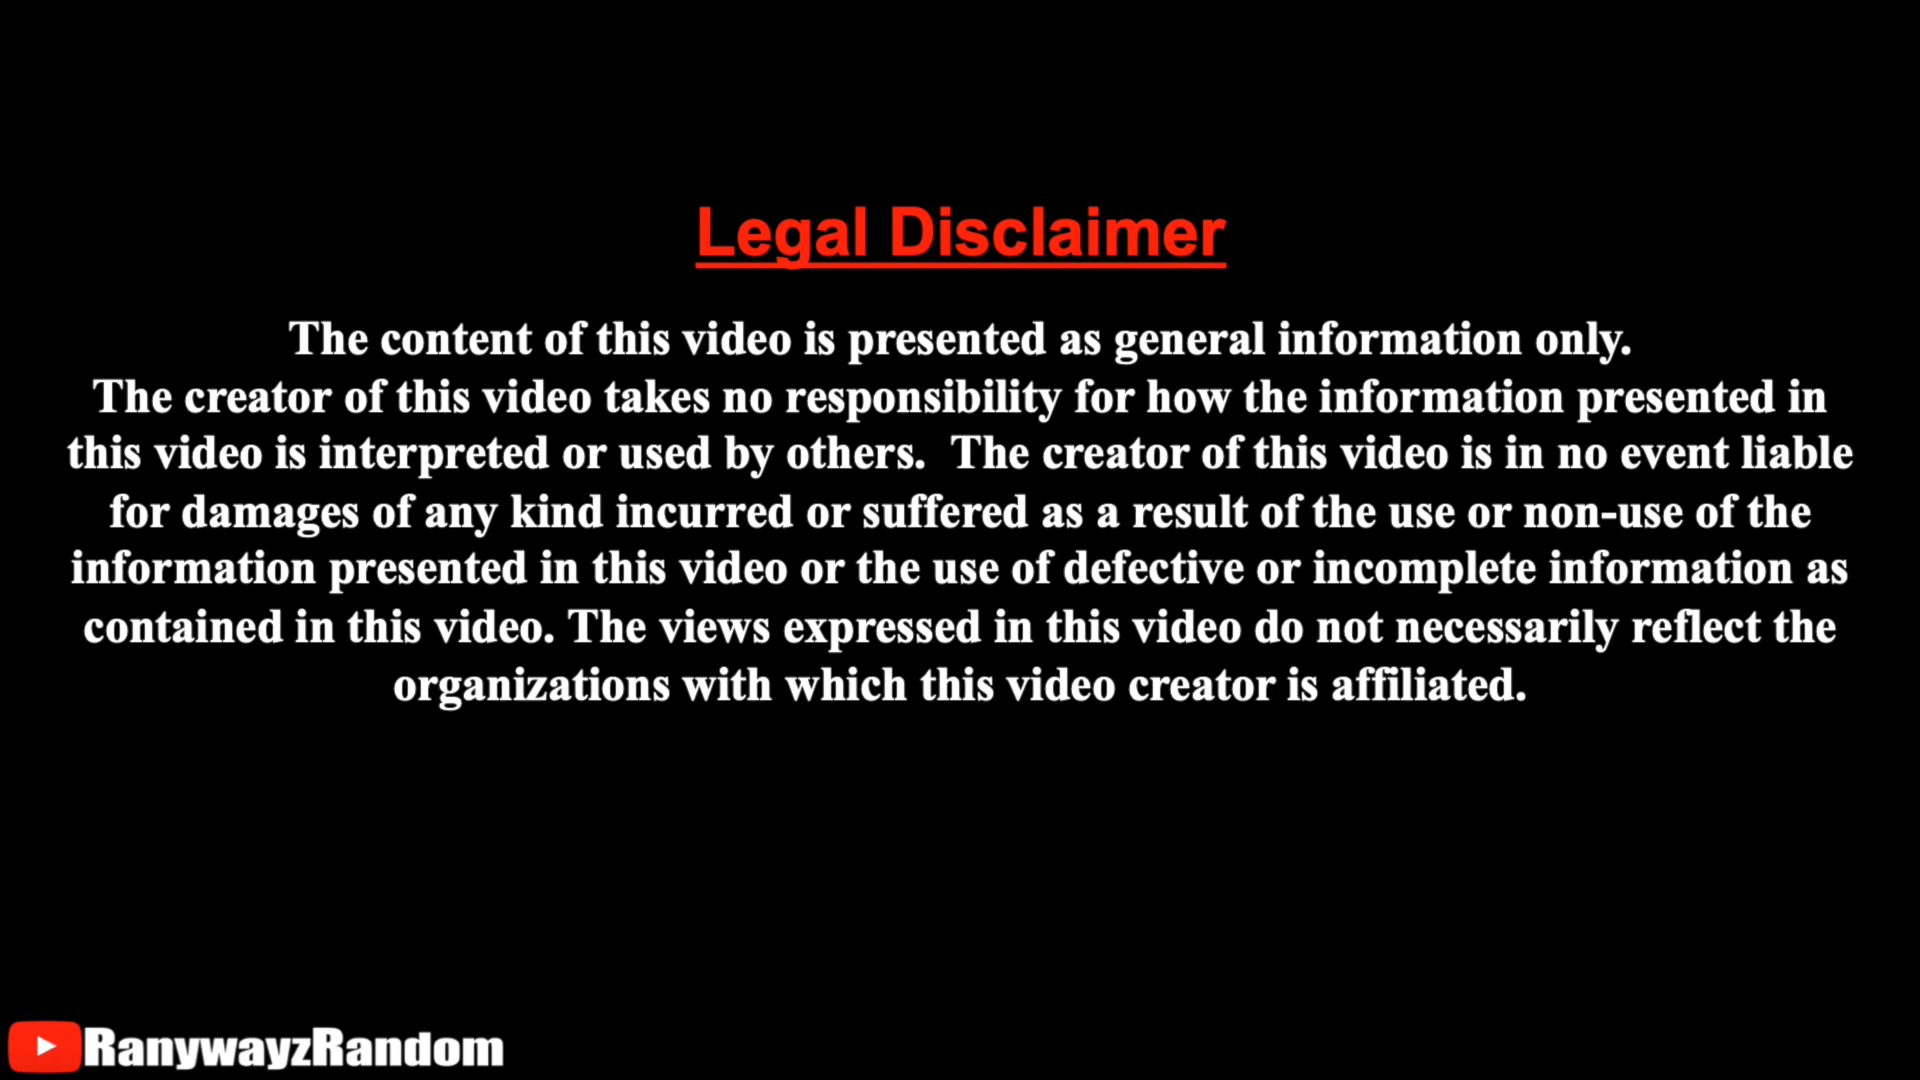 Legal Disclaimer
The content of this video is presented as general information only.
The creator of this video takes no responsibility for how the information presented in
this video is interpreted or used by others.  The creator of this video is in no event liable
for damages of any kind incurred or suffered as a result of the use or non-use of the
information presented in this video or the use of defective or incomplete information as
contained in this video. The views expressed in this video do not necessarily reflect the
organizations with which this video creator is affiliated.
RanywayzRandom